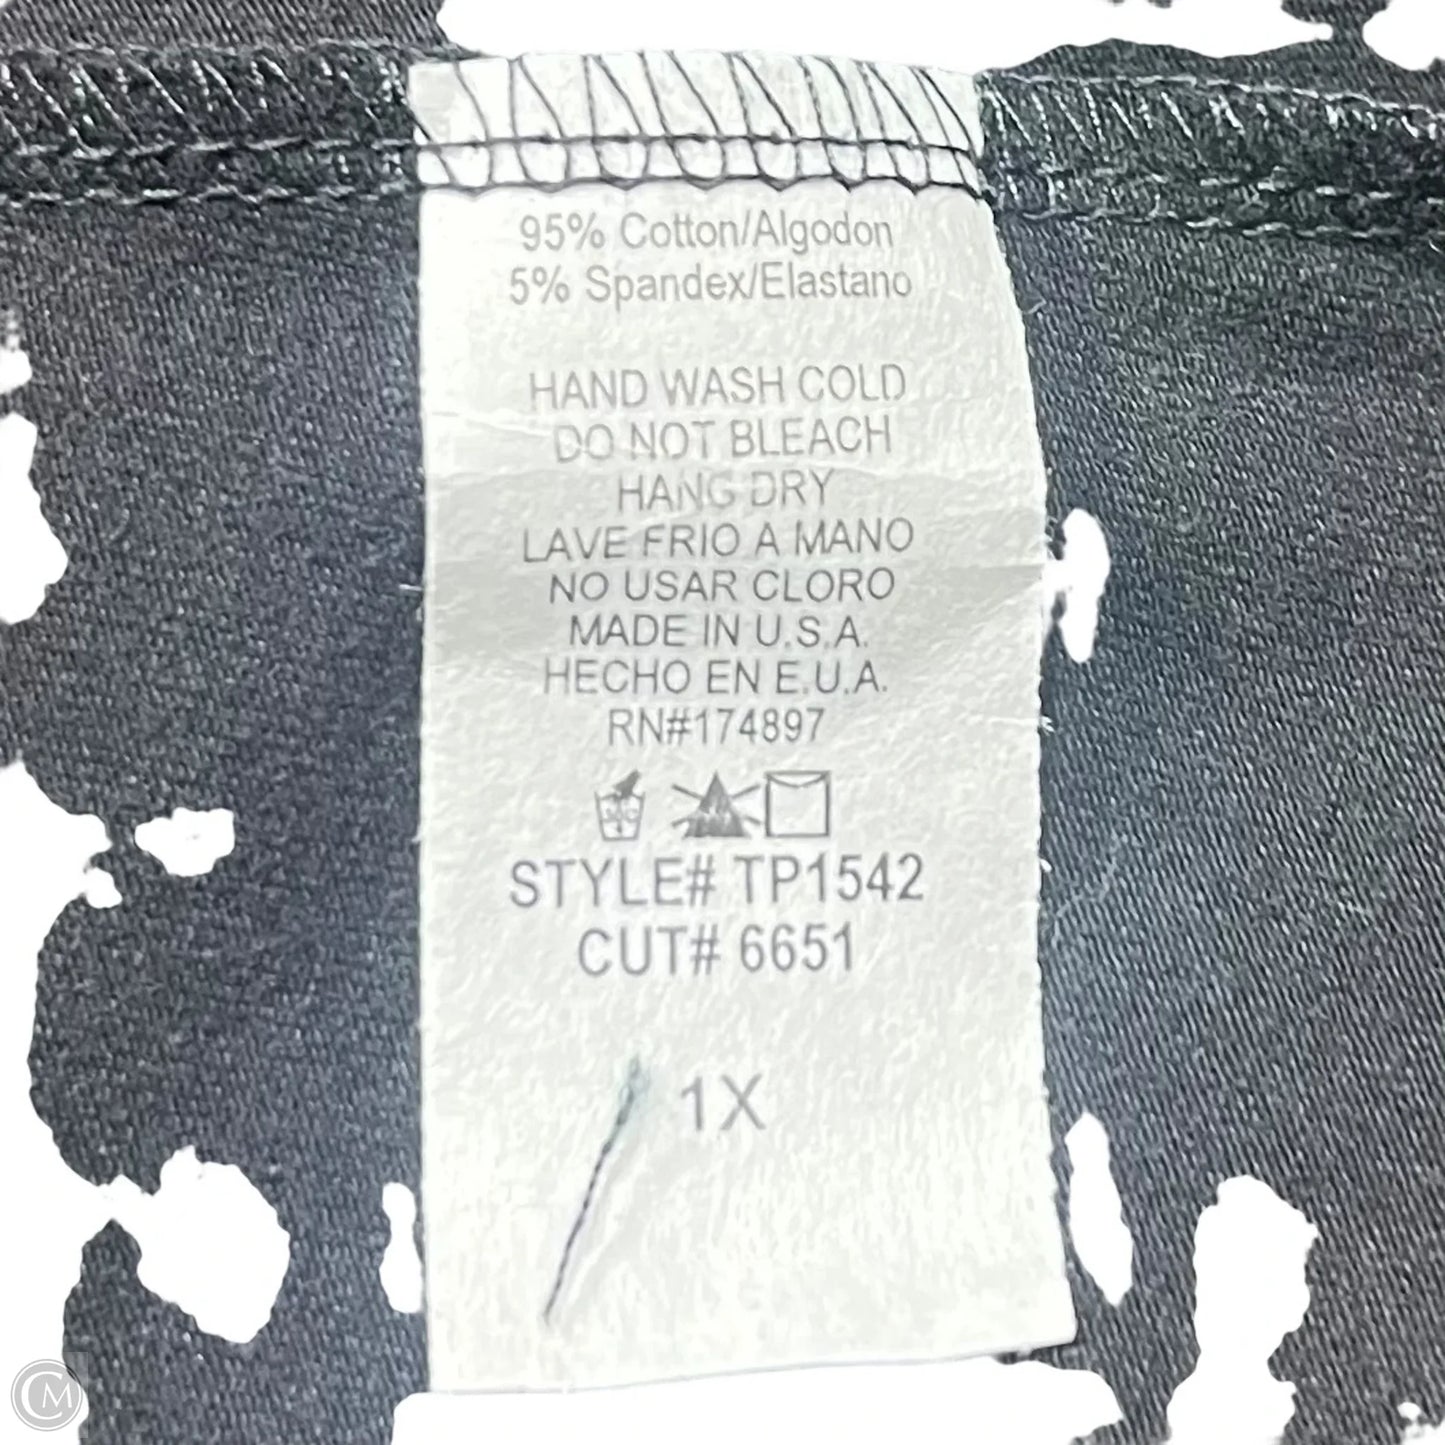 95% Cotton/Algodon
5% Spandex/Elastano
HAND WASH COLD
DO NOT BLEACH
HANG DRY
LAVE FRIO A MANO
NO USAR CLORO
MADE IN U.S.A.
HECHO EN E.U.A.
RN#174897
STYLE# TP1542
CUT# 6651
1X
CM